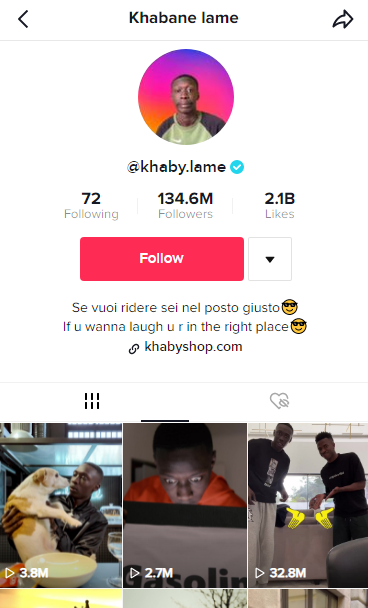 Khabane lame
@khaby.lame
72 134.6M 2.1B
Following Followers Likes
Follow
Se vuoi ridere sei nel posto giusto😎
If u wanna laugh u r in the right place😎
khabyshop.com
3.8M 2.7M 32.8M